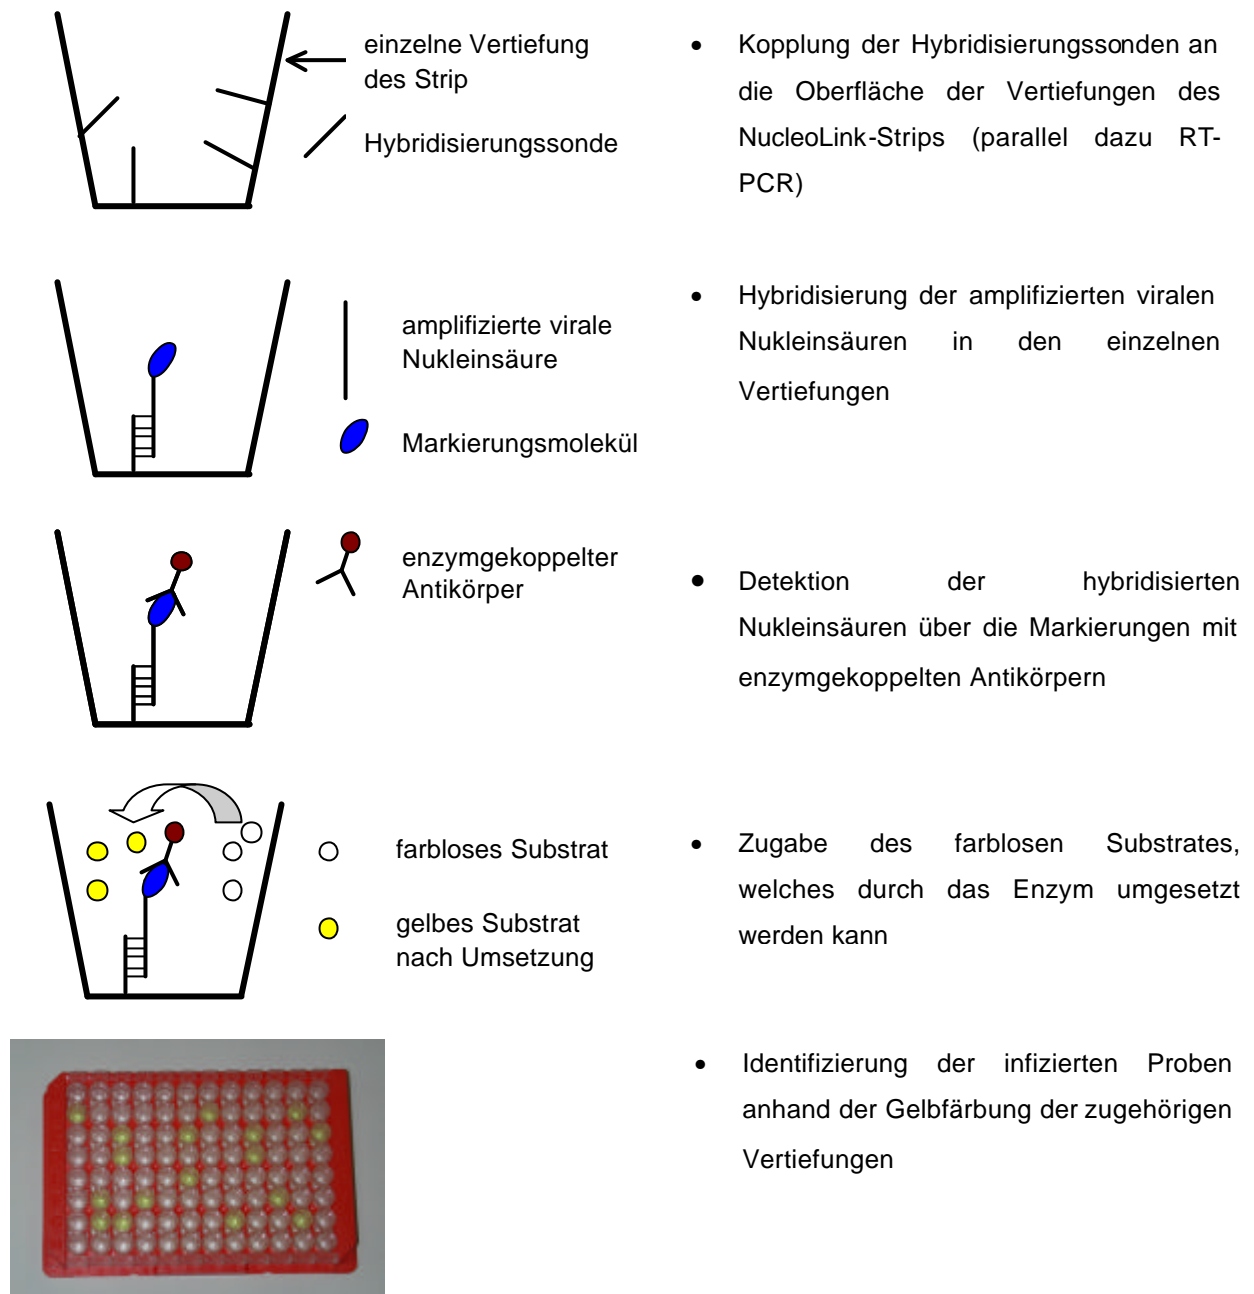 einzelne Vertiefung
des Strip
Hybridisierungssonde
• Kopplung der Hybridisierungssonden an
die Oberfläche der Vertiefungen des
NucleoLink-Strips (parallel dazu RT-
PCR)
amplifizierte virale
Nukleinsäure
Markierungsmolekül
• Hybridisierung der amplifizierten viralen
Nukleinsäuren in den einzelnen
Vertiefungen
enzymgekoppelter
Antikörper
• Detektion der hybridisierten
Nukleinsäuren über die Markierungen mit
enzymgekoppelten Antikörpern
farbloses Substrat
gelbes Substrat
nach Umsetzung
• Zugabe des farblosen Substrates,
welches durch das Enzym umgesetzt
werden kann
• Identifizierung der infizierten Proben
anhand der Gelbfärbung der zugehörigen
Vertiefungen